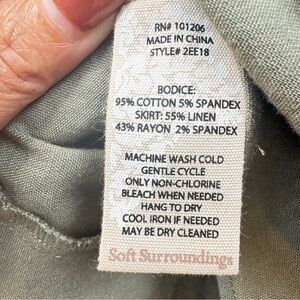 RN# 101206
MADE IN CHINA
STYLE# 2EE18
BODICE:
95% COTTON 5% SPANDEX
SKIRT: 55% LINEN
43% RAYON 2% SPANDEX
MACHINE WASH COLD
GENTLE CYCLE
ONLY NON-CHLORINE
BLEACH WHEN NEEDED
HANG TO DRY
COOL IRON IF NEEDED
MAY BE DRY CLEANED
Soft Surroundings